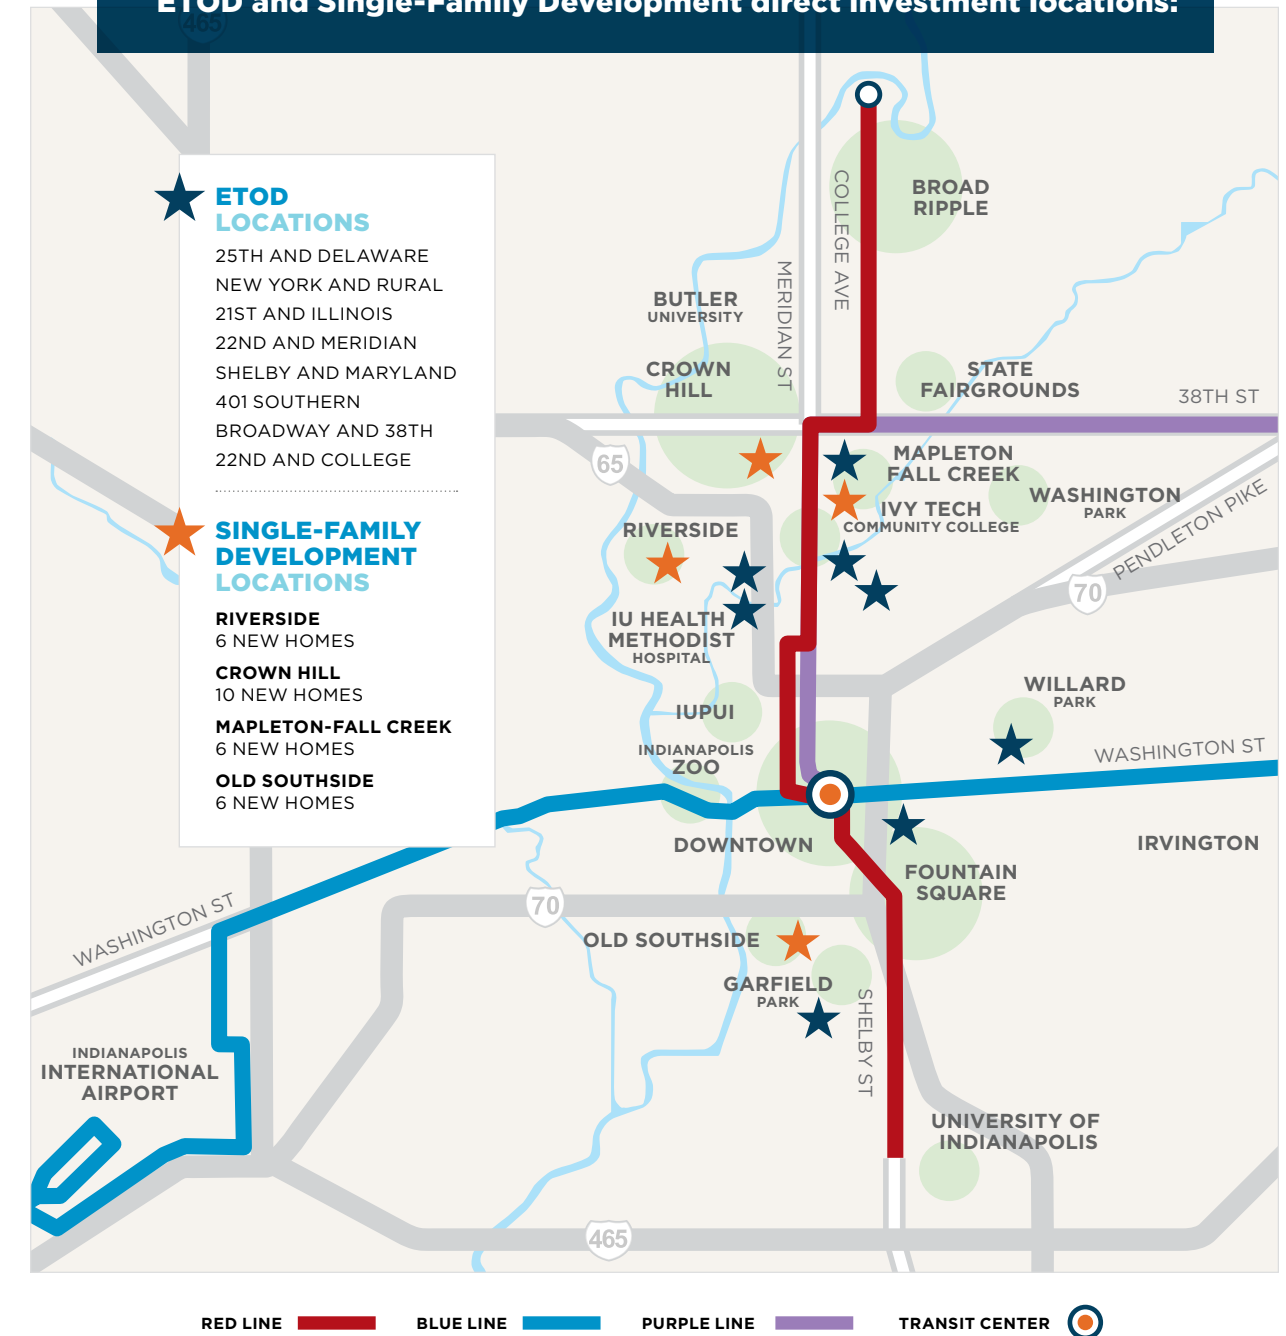 ETOD and Single-Family Development direct investment locations:
465
ETOD
LOCATIONS
25TH AND DELAWARE
NEW YORK AND RURAL
21ST AND ILLINOIS
22ND AND MERIDIAN
SHELBY AND MARYLAND
401 SOUTHERN
BROADWAY AND 38TH
22ND AND COLLEGE
SINGLE-FAMILY
DEVELOPMENT
LOCATIONS
RIVERSIDE
6 NEW HOMES
CROWN HILL
10 NEW HOMES
MAPLETON-FALL CREEK
6 NEW HOMES
OLD SOUTHSIDE
6 NEW HOMES
COLLEGE AVE
BROAD
RIPPLE
MERIDIAN ST
BUTLER
UNIVERSITY
CROWN
HILL
STATE
FAIRGROUNDS
38TH ST
65
MAPLETON
FALL CREEK
WASHINGTON
PARK
PENDLETON PIKE
IVY TECH
COMMUNITY COLLEGE
RIVERSIDE
70
IU HEALTH
METHODIST
HOSPITAL
WILLARD
PARK
IUPUI
INDIANAPOLIS
ZOO
WASHINGTON ST
DOWNTOWN
IRVINGTON
FOUNTAIN
SQUARE
WASHINGTON ST
70
OLD SOUTHSIDE
GARFIELD
PARK
SHELBY ST
INDIANAPOLIS
INTERNATIONAL
AIRPORT
UNIVERSITY OF
INDIANAPOLIS
465
RED LINE
BLUE LINE
PURPLE LINE
TRANSIT CENTER